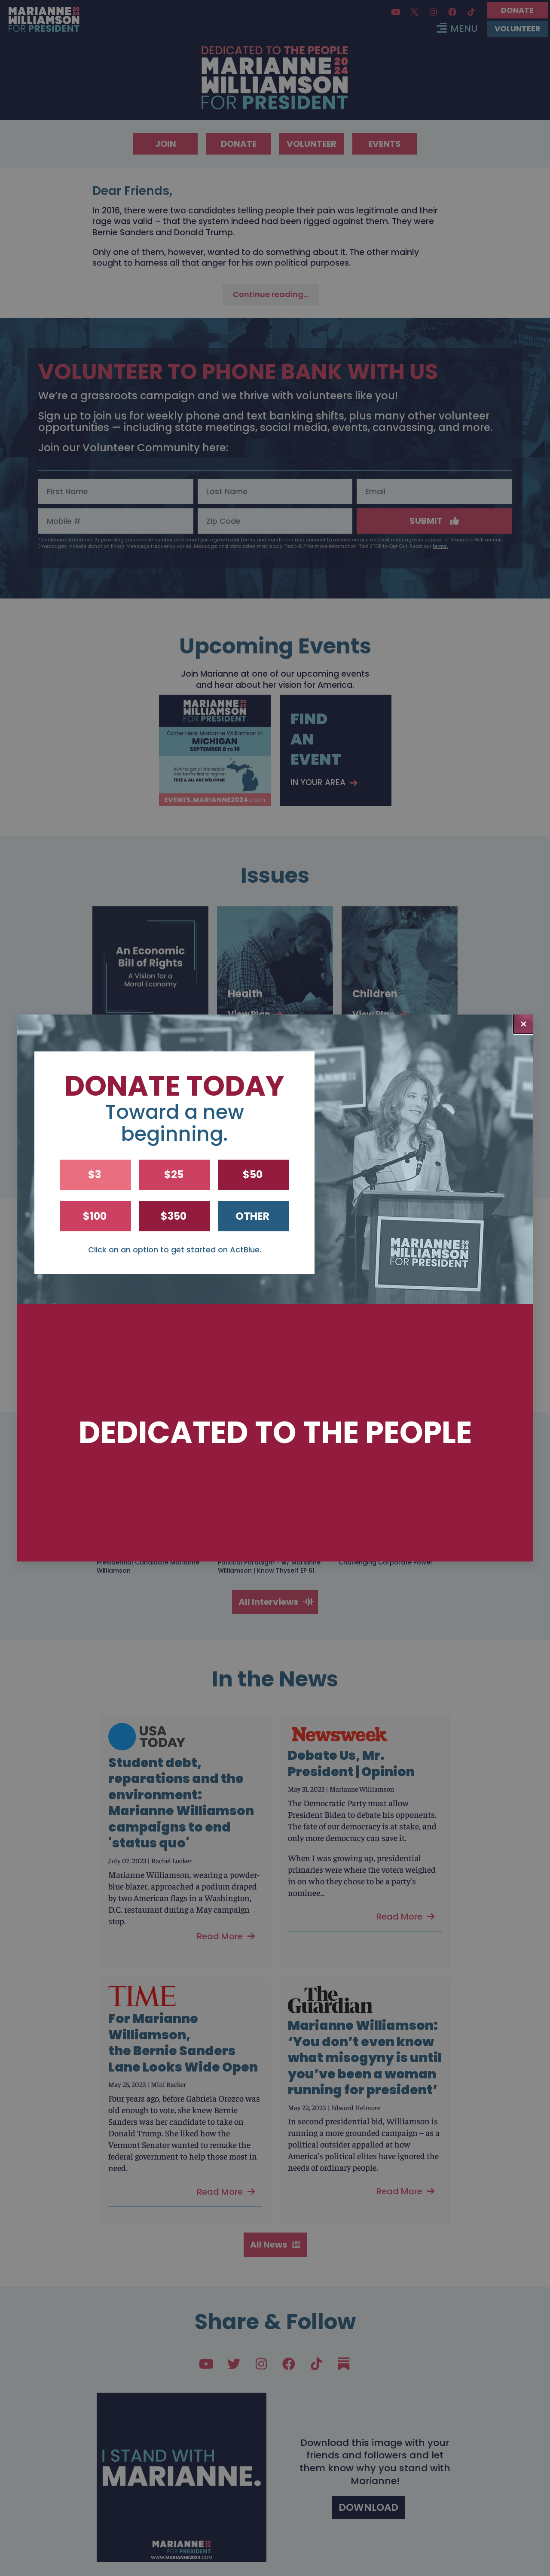 MARIANNE 20
WILLIAMSON 24
FOR PRESIDENT
DONATE
MENU
VOLUNTEER
DEDICATED TO THE PEOPLE
MARIANNE 20
WILLIAMSON 24
FOR PRESIDENT
JOIN
DONATE
VOLUNTEER
EVENTS
Dear Friends,
In 2016, there were two candidates telling people their pain was legitimate and their
rage was valid – that the system indeed had been rigged against them. They were
Bernie Sanders and Donald Trump.
Only one of them, however, wanted to do something about it. The other mainly
sought to harness all that anger for his own political purposes.
Continue reading...
VOLUNTEER TO PHONE BANK WITH US
We're a grassroots campaign and we thrive with volunteers like you!
Sign up to join us for weekly phone and text banking shifts, plus many other volunteer
opportunities — including state meetings, social media, events, canvassing, and more.
Join our Volunteer Community here:
First Name
Last Name
Email
Mobile #
Zip Code
SUBMIT
Upcoming Events
Join Marianne at one of our upcoming events
and hear about her vision for America.
MARIANNE 20
WILLIAMSON 24
FOR PRESIDENT
Come Hear Marianne Williamson in
MICHIGAN
SEPTEMBER 8 to 10
RSVP to get all the details
and be the first to register
FREE & ALL ARE WELCOME
EVENTS.MARIANNE2024.com
FIND
AN
EVENT
IN YOUR AREA
Issues
An Economic
Bill of Rights
A Vision for a
Moral Economy
Health
View Plan
Children
View Plan
×
DONATE TODAY
Toward a new
beginning.
$3
$25
$50
$100
$350
OTHER
Click on an option to get started on ActBlue.
MARIANNE 20
WILLIAMSON 24
FOR PRESIDENT
DEDICATED TO THE PEOPLE
Presidential Candidate Marianne
Williamson
Political Paradigm - w/ Marianne
Williamson | Know Thyself EP 61
Challenging Corporate Power
All Interviews
In the News
USA
TODAY
Student debt,
reparations and the
environment:
Marianne Williamson
campaigns to end
'status quo'
July 07, 2023 | Rachel Looker
Marianne Williamson, wearing a powder-
blue blazer, approached a podium draped
by two American flags in a Washington,
D.C. restaurant during a May campaign
stop.
Read More
Newsweek
Debate Us, Mr.
President | Opinion
May 31, 2023 | Marianne Williamson
The Democratic Party must allow
President Biden to debate his opponents.
The fate of our democracy is at stake, and
only more democracy can save it.
When I was growing up, presidential
primaries were where the voters weighed
in on who they chose to be a party's
nominee...
Read More
TIME
For Marianne
Williamson,
the Bernie Sanders
Lane Looks Wide Open
May 25, 2023 | Mini Racker
Four years ago, before Gabriela Orozco was
old enough to vote, she knew Bernie
Sanders was her candidate to take on
Donald Trump. She liked how the
Vermont Senator wanted to remake the
federal government to help those most in
need.
Read More
The
Guardian
Marianne Williamson:
'You don't even know
what misogyny is until
you've been a woman
running for president'
May 22, 2023 | Edward Helmore
In second presidential bid, Williamson is
running a more grounded campaign – as a
political outsider appalled at how
America's political elites have ignored the
needs of ordinary people.
Read More
All News
Share & Follow
I STAND WITH
MARIANNE.
MARIANNE 20
WILLIAMSON 24
FOR PRESIDENT
WWW.MARIANNE2024.COM
Download this image with your
friends and followers and let
them know why you stand with
Marianne!
DOWNLOAD